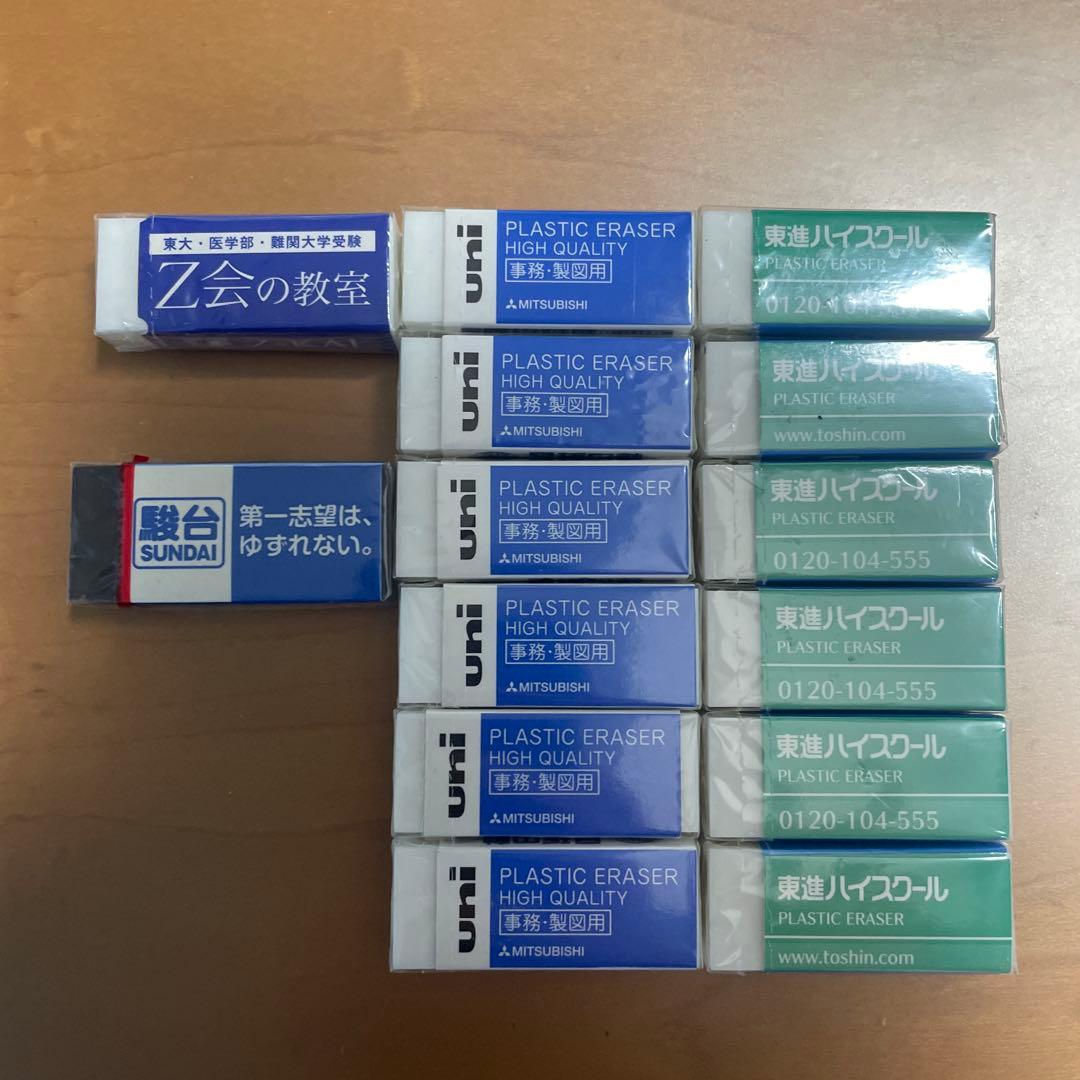 東大・医学部・難関大学受験
Z会の教室
駿台
SUNDAI
第一志望は、
ゆずれない。
uni
PLASTIC ERASER
HIGH QUALITY
事務・製図用
MITSUBISHI
uni
PLASTIC ERASER
HIGH QUALITY
事務・製図用
MITSUBISHI
uni
PLASTIC ERASER
HIGH QUALITY
事務・製図用
MITSUBISHI
uni
PLASTIC ERASER
HIGH QUALITY
事務・製図用
MITSUBISHI
uni
PLASTIC ERASER
HIGH QUALITY
事務・製図用
MITSUBISHI
uni
PLASTIC ERASER
HIGH QUALITY
事務・製図用
MITSUBISHI
東進ハイスクール
PLASTIC ERASER
東進ハイスクール
PLASTIC ERASER
www.toshin.com
東進ハイスクール
PLASTIC ERASER
0120-104-555
東進ハイスクール
PLASTIC ERASER
0120-104-555
東進ハイスクール
PLASTIC ERASER
0120-104-555
東進ハイスクール
PLASTIC ERASER
www.toshin.com